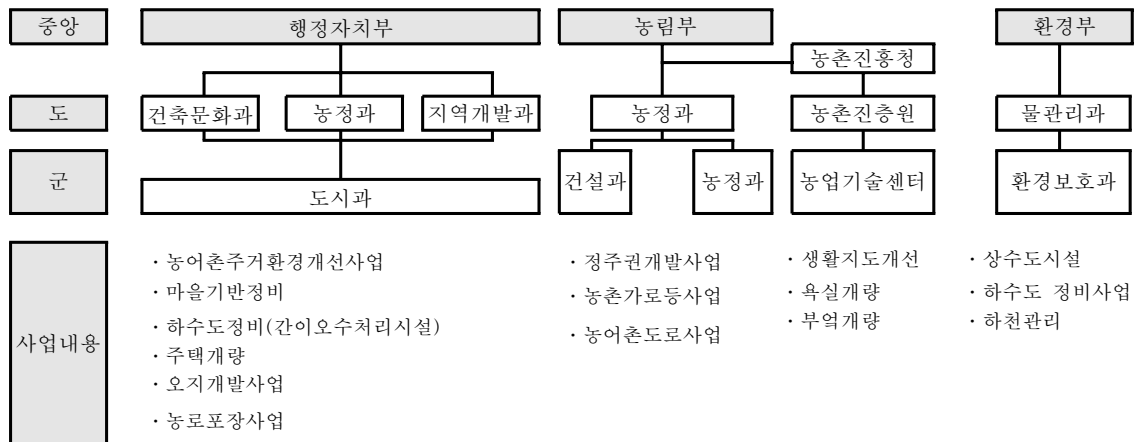 중앙 행정자치부 농림부 환경부
농촌진흥청
도 건축문화과 농정과 지역개발과 농정과 농촌진층원 물관리과
군 도시과 건설과 농정과 농업기술센터 환경보호과
사업내용
· 농어촌주거환경개선사업
· 마을기반정비
· 하수도정비(간이오수처리시설)
· 주택개량
· 오지개발사업
· 농로포장사업
· 정주권개발사업
· 농촌가로등사업
· 농어촌도로사업
· 생활지도개선
· 욕실개량
· 부엌개량
· 상수도시설
· 하수도 정비사업
· 하천관리